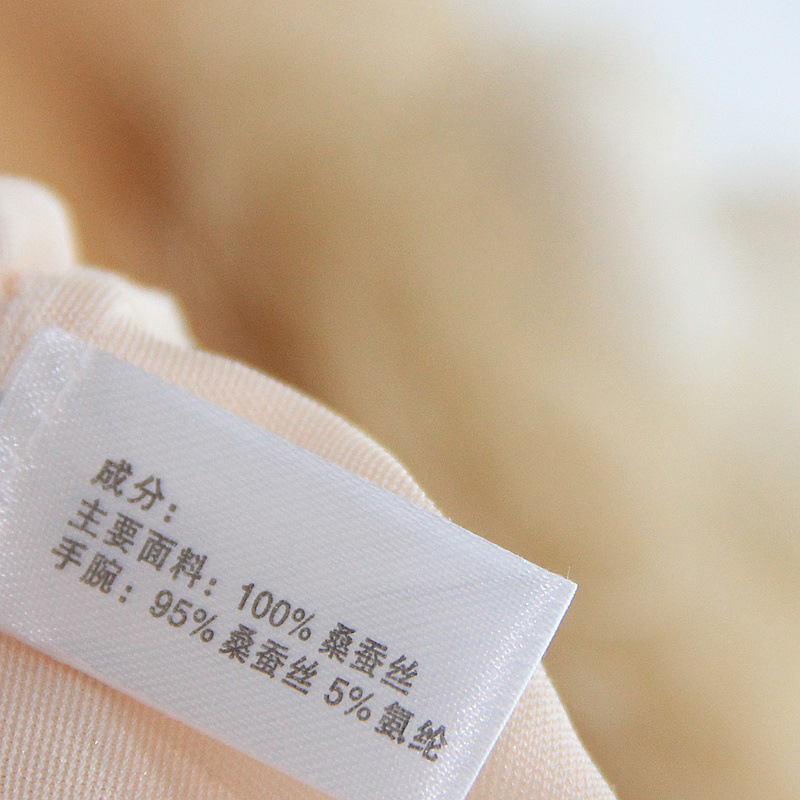 成分：
主要面料：100% 桑蚕丝
手腕：95% 桑蚕丝 5% 氨纶